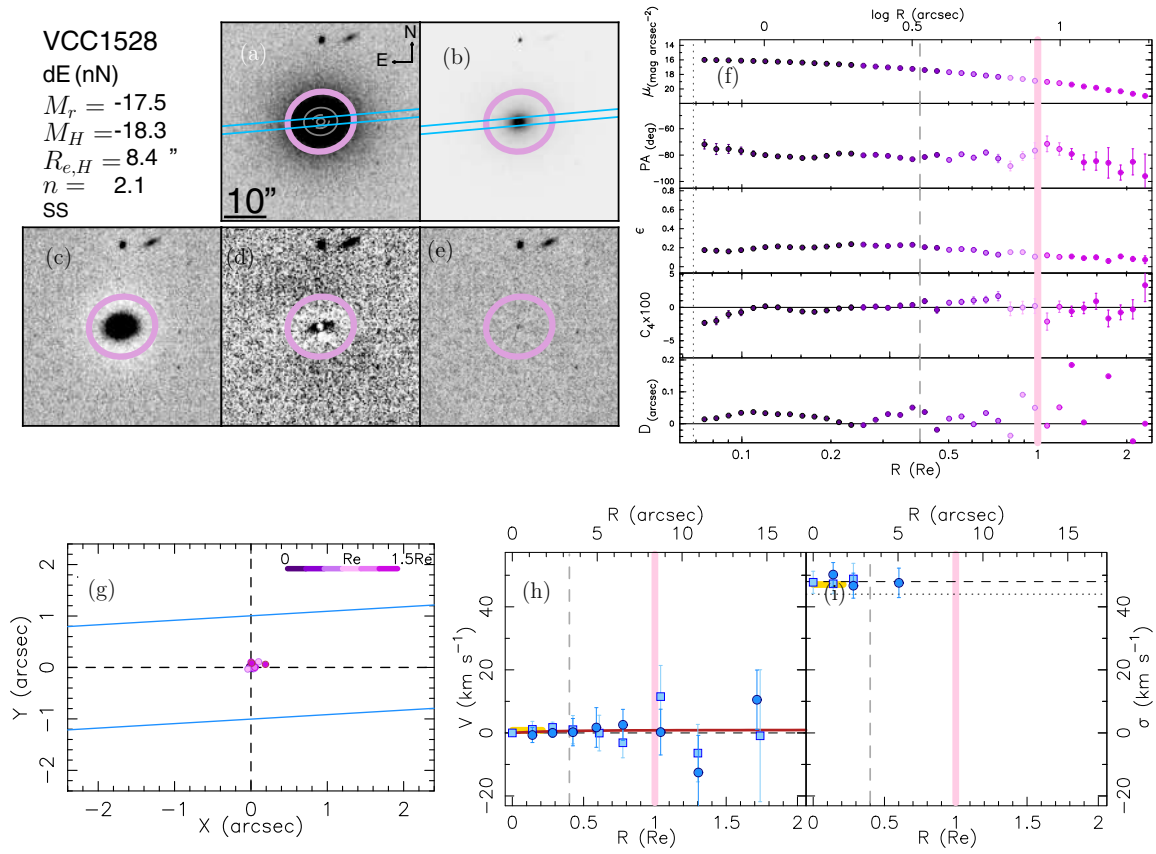 VCC1528
dE (nN)
M_r = -17.5
M_H = -18.3
R_{e,H} = 8.4 "
n = 2.1
SS
(a)
N
E
10"
(b)
(c)
(d)
(e)
log R (arcsec)
0 0.5 1
(f)
μ(mag arcsec⁻²)
14
16
18
20
PA (deg)
−60
−80
−100
ε
0.8
0.6
0.4
0.2
0
C₄x100
5
0
−5
D(arcsec)
0.2
0.1
0
0.1 0.2 0.5 1 2
R (Re)
(g)
0 Re 1.5Re
Y (arcsec)
2
1
0
−1
−2
−2 −1 0 1 2
X (arcsec)
R (arcsec)
0 5 10 15
(h)
V (km s⁻¹)
40
20
0
−20
0 0.5 1 1.5 2
R (Re)
R (arcsec)
0 5 10 15
(i)
σ (km s⁻¹)
40
20
0
−20
0 0.5 1 1.5 2
R (Re)